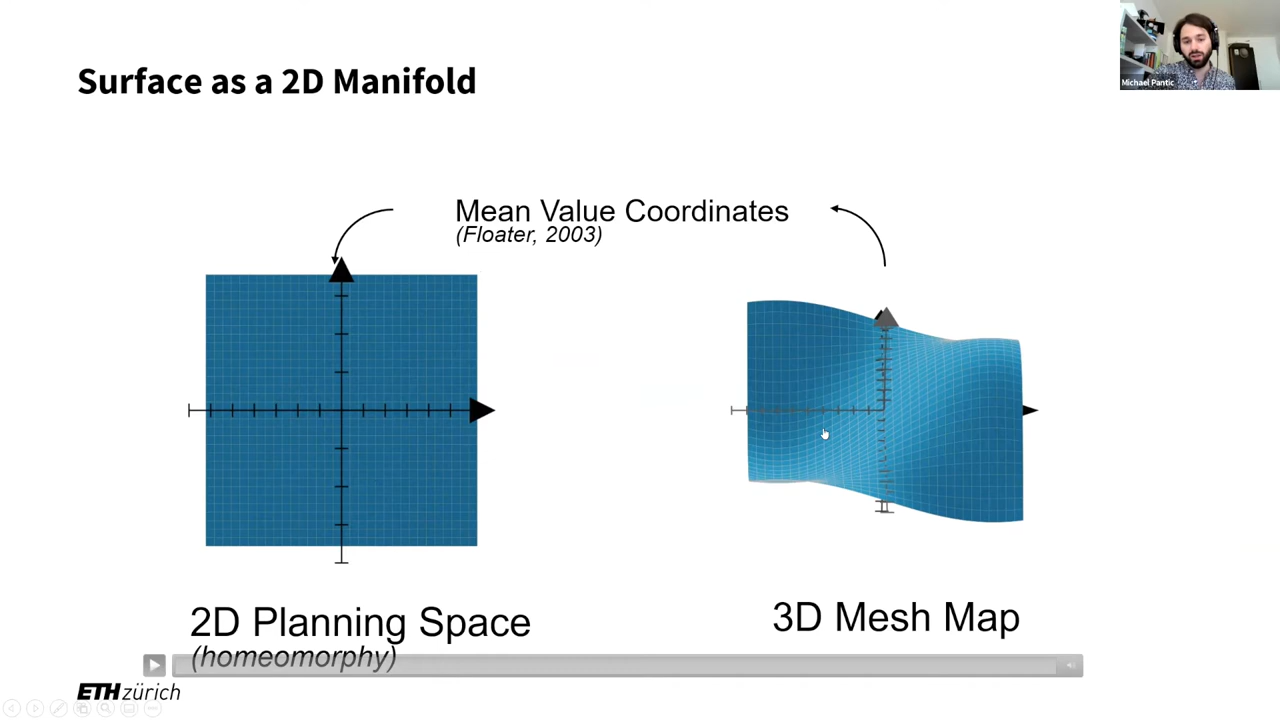 Surface as a 2D Manifold
Michael Pantic
Mean Value Coordinates
(Floater, 2003)
2D Planning Space
(homeomorphy)
3D Mesh Map
ETH zürich